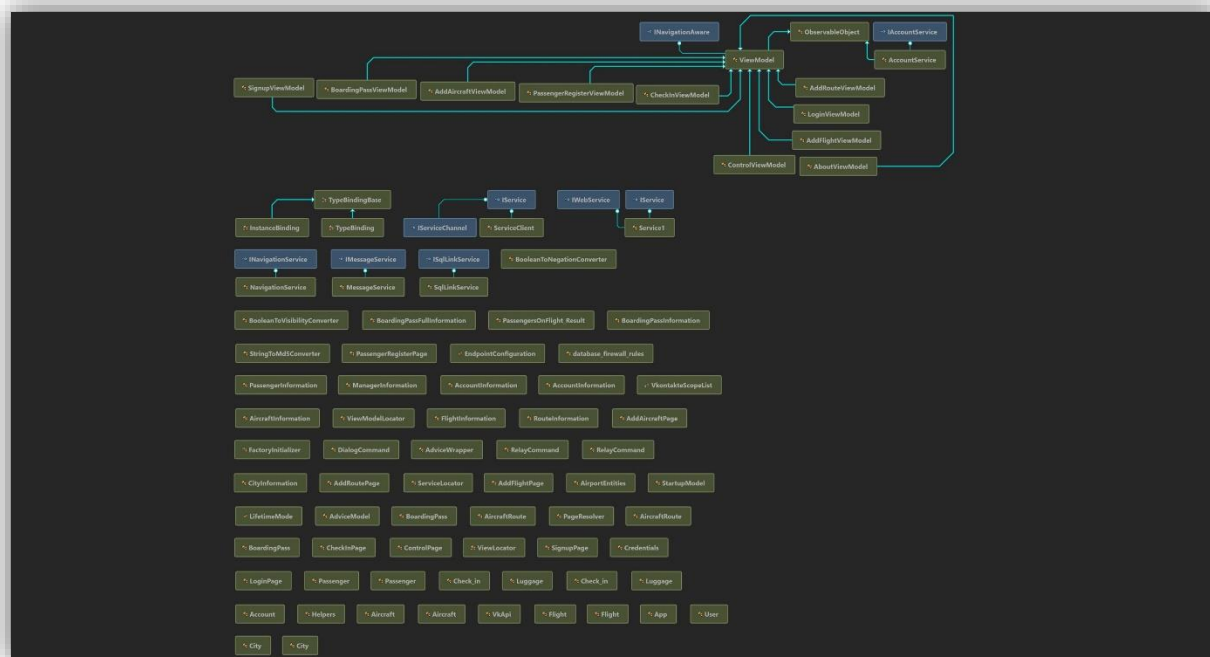 INavigationAware ObservableObject IAccountService
ViewModel AccountService
SignupViewModel BoardingPassViewModel AddAircraftViewModel PassengerRegisterViewModel CheckInViewModel AddRouteViewModel
LoginViewModel
AddFlightViewModel
ControlViewModel AboutViewModel
TypeBindingBase IService IWebService IService
InstanceBinding TypeBinding IServiceChannel ServiceClient Service1
INavigationService IMessageService ISqlLinkService BooleanToNegationConverter
NavigationService MessageService SqlLinkService
BooleanToVisibilityConverter BoardingPassFullInformation PassengersOnFlight_Result BoardingPassInformation
StringToMd5Converter PassengerRegisterPage EndpointConfiguration database_firewall_rules
PassengerInformation ManagerInformation AccountInformation AccountInformation VkontakteScopeList
AircraftInformation ViewModelLocator FlightInformation RouteInformation AddAircraftPage
FactoryInitializer DialogCommand AdviceWrapper RelayCommand RelayCommand
CityInformation AddRoutePage ServiceLocator AddFlightPage AirportEntitles StartupModel
LifetimeMode AdviceModel BoardingPass AircraftRoute PageResolver AircraftRoute
BoardingPass CheckInPage ControlPage ViewLocator SignupPage Credentials
LoginPage Passenger Passenger Check_in Luggage Check_in Luggage
Account Helpers Aircraft Aircraft VkApi Flight Flight App User
City City